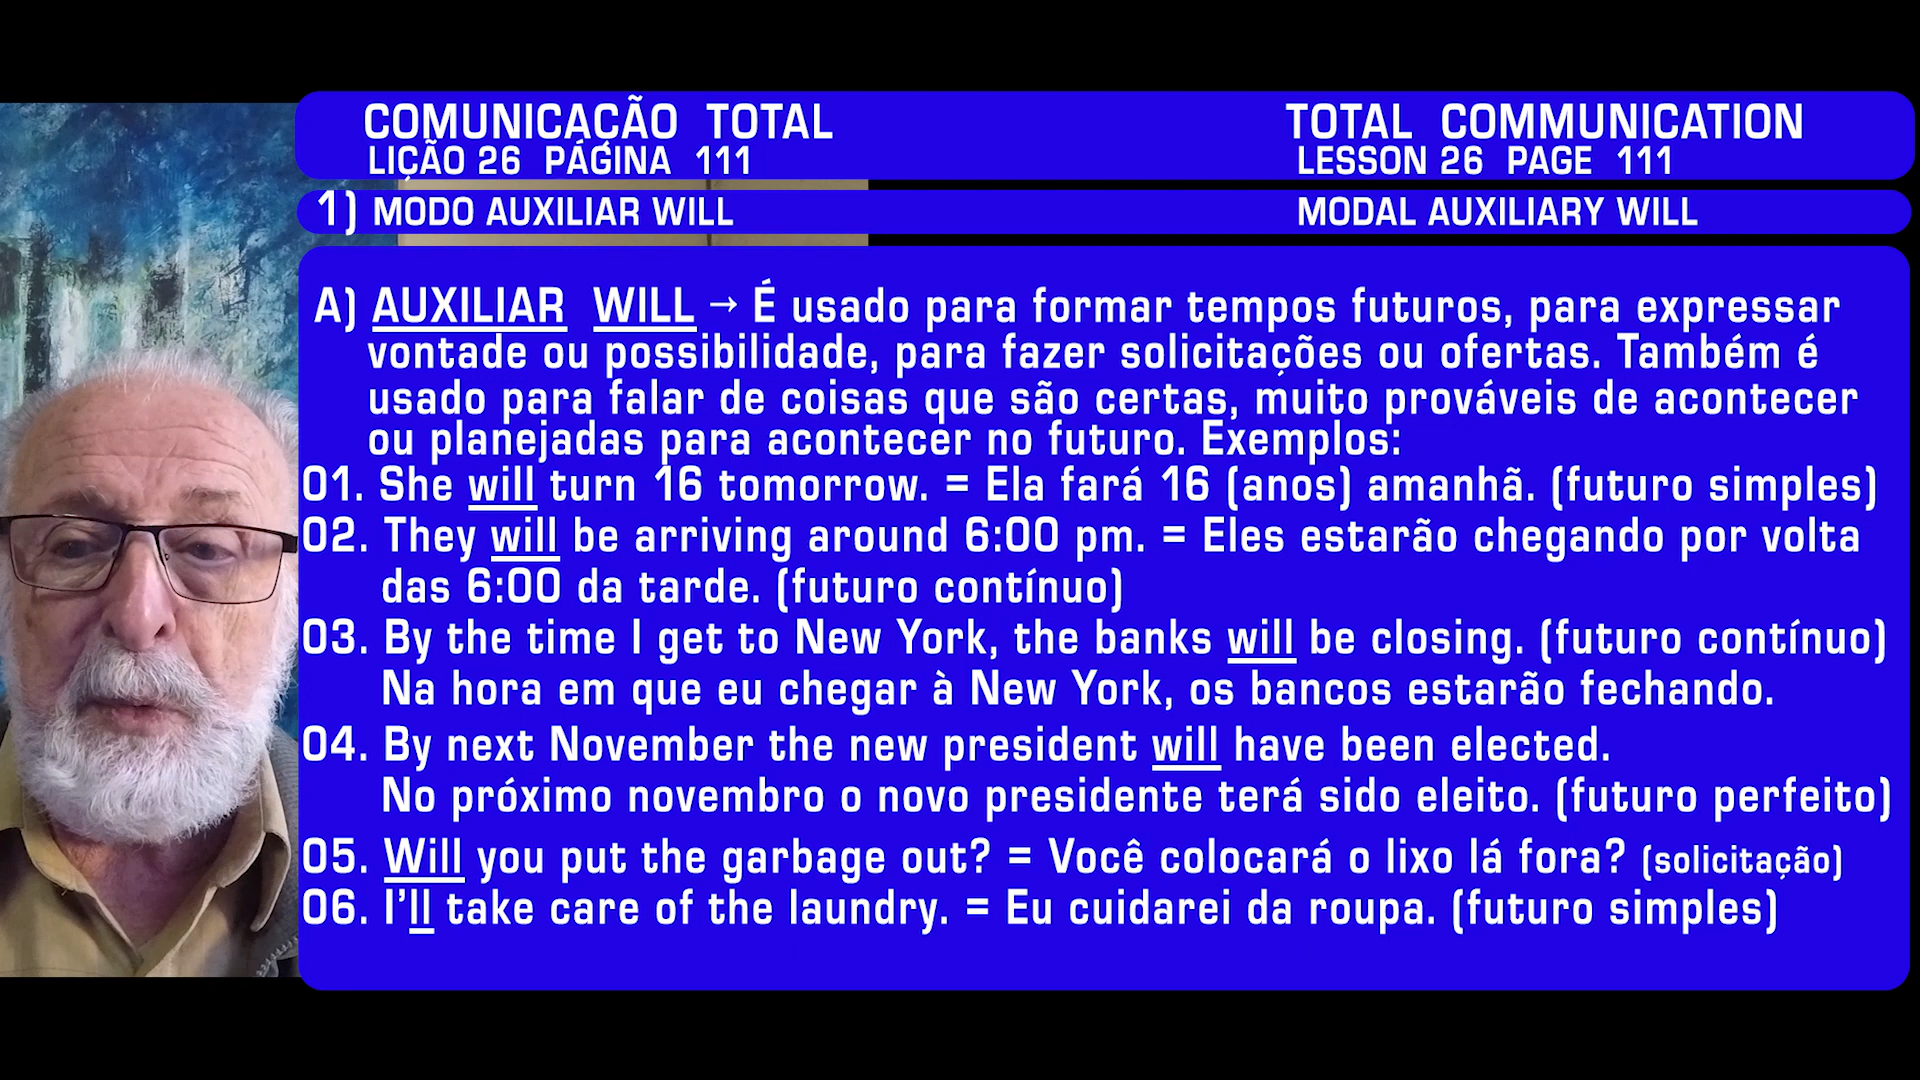 COMUNICAÇÃO TOTAL
LIÇÃO 26 PÁGINA 111
TOTAL COMMUNICATION
LESSON 26 PAGE 111
1) MODO AUXILIAR WILL
MODAL AUXILIARY WILL
A) AUXILIAR WILL → É usado para formar tempos futuros, para expressar
vontade ou possibilidade, para fazer solicitações ou ofertas. Também é
usado para falar de coisas que são certas, muito prováveis de acontecer
ou planejadas para acontecer no futuro. Exemplos:
01. She will turn 16 tomorrow. = Ela fará 16 (anos) amanhã. (futuro simples)
02. They will be arriving around 6:00 pm. = Eles estarão chegando por volta
das 6:00 da tarde. (futuro contínuo)
03. By the time I get to New York, the banks will be closing. (futuro contínuo)
Na hora em que eu chegar à New York, os bancos estarão fechando.
04. By next November the new president will have been elected.
No próximo novembro o novo presidente terá sido eleito. (futuro perfeito)
05. Will you put the garbage out? = Você colocará o lixo lá fora? (solicitação)
06. I'll take care of the laundry. = Eu cuidarei da roupa. (futuro simples)